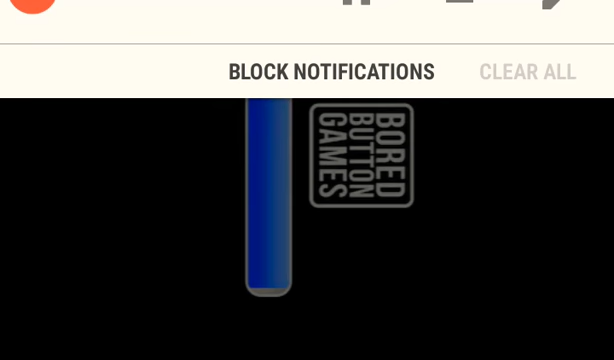 BLOCK NOTIFICATIONS CLEAR ALL
BORED
BUTTON
GAMES